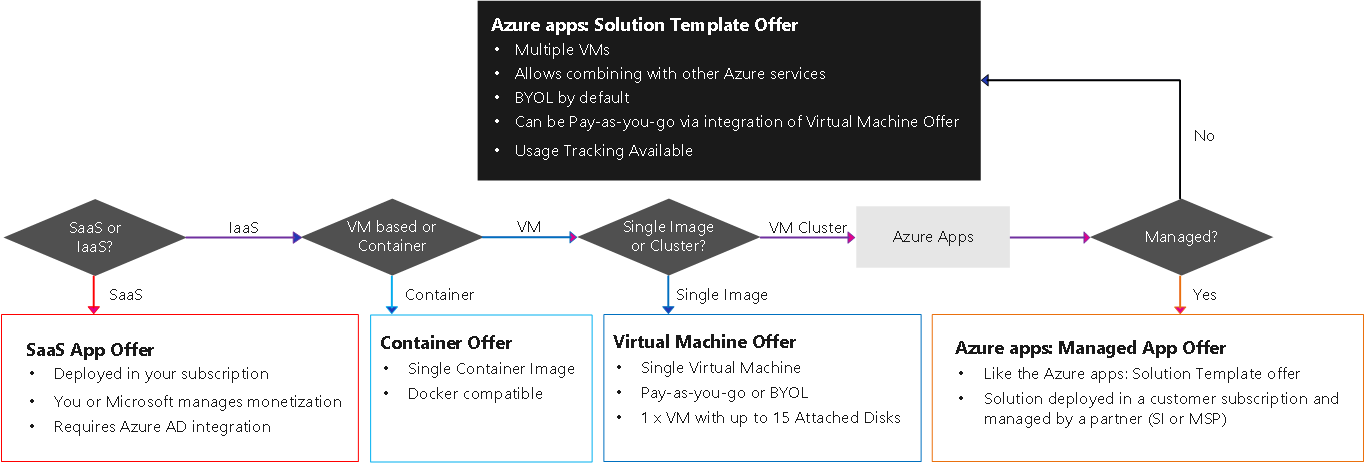 Azure apps: Solution Template Offer
• Multiple VMs
• Allows combining with other Azure services
• BYOL by default
• Can be Pay-as-you-go via integration of Virtual Machine Offer
• Usage Tracking Available
No
SaaS or
IaaS?
IaaS
VM based or
Container
VM
Single Image
or Cluster?
VM Cluster
Azure Apps
Managed?
SaaS
Container
Single Image
Yes
SaaS App Offer
• Deployed in your subscription
• You or Microsoft manages monetization
• Requires Azure AD integration
Container Offer
• Single Container Image
• Docker compatible
Virtual Machine Offer
• Single Virtual Machine
• Pay-as-you-go or BYOL
• 1 x VM with up to 15 Attached Disks
Azure apps: Managed App Offer
• Like the Azure apps: Solution Template offer
• Solution deployed in a customer subscription and
managed by a partner (SI or MSP)